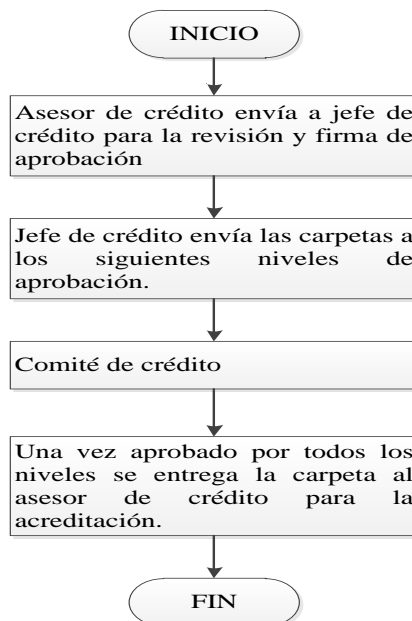 INICIO
Asesor de crédito envía a jefe de
crédito para la revisión y firma de
aprobación
Jefe de crédito envía las carpetas a
los siguientes niveles de
aprobación.
Comité de crédito
Una vez aprobado por todos los
niveles se entrega la carpeta al
asesor de crédito para la
acreditación.
FIN